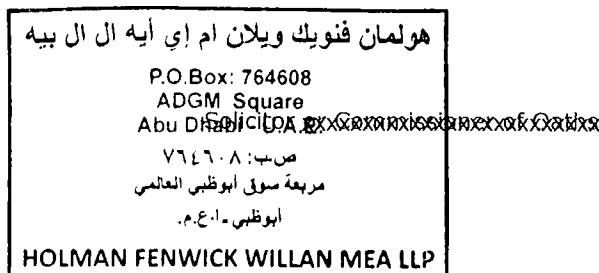 هولمان فنويك ويلان ام إي أيه ال ال بيه
P.O.Box: 764608
ADGM Square
Abu Dhabi U.A.E.
Solicitor or Commissioner of Oaths
ص.ب: ٧٦٤٦٠٨
مربعة سوق أبوظبي العالمي
أبوظبي - ا.ع.م.
HOLMAN FENWICK WILLAN MEA LLP